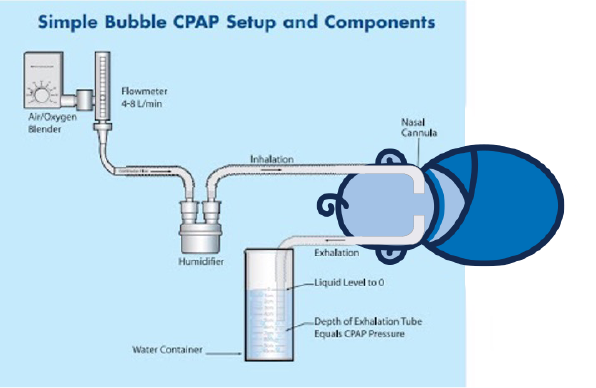 Simple Bubble CPAP Setup and Components
Flowmeter
4-8 L/min
Air/Oxygen
Blender
Nasal
Cannula
Inhalation
Humidifier
Exhalation
Liquid Level to 0
Depth of Exhalation Tube
Equals CPAP Pressure
Water Container